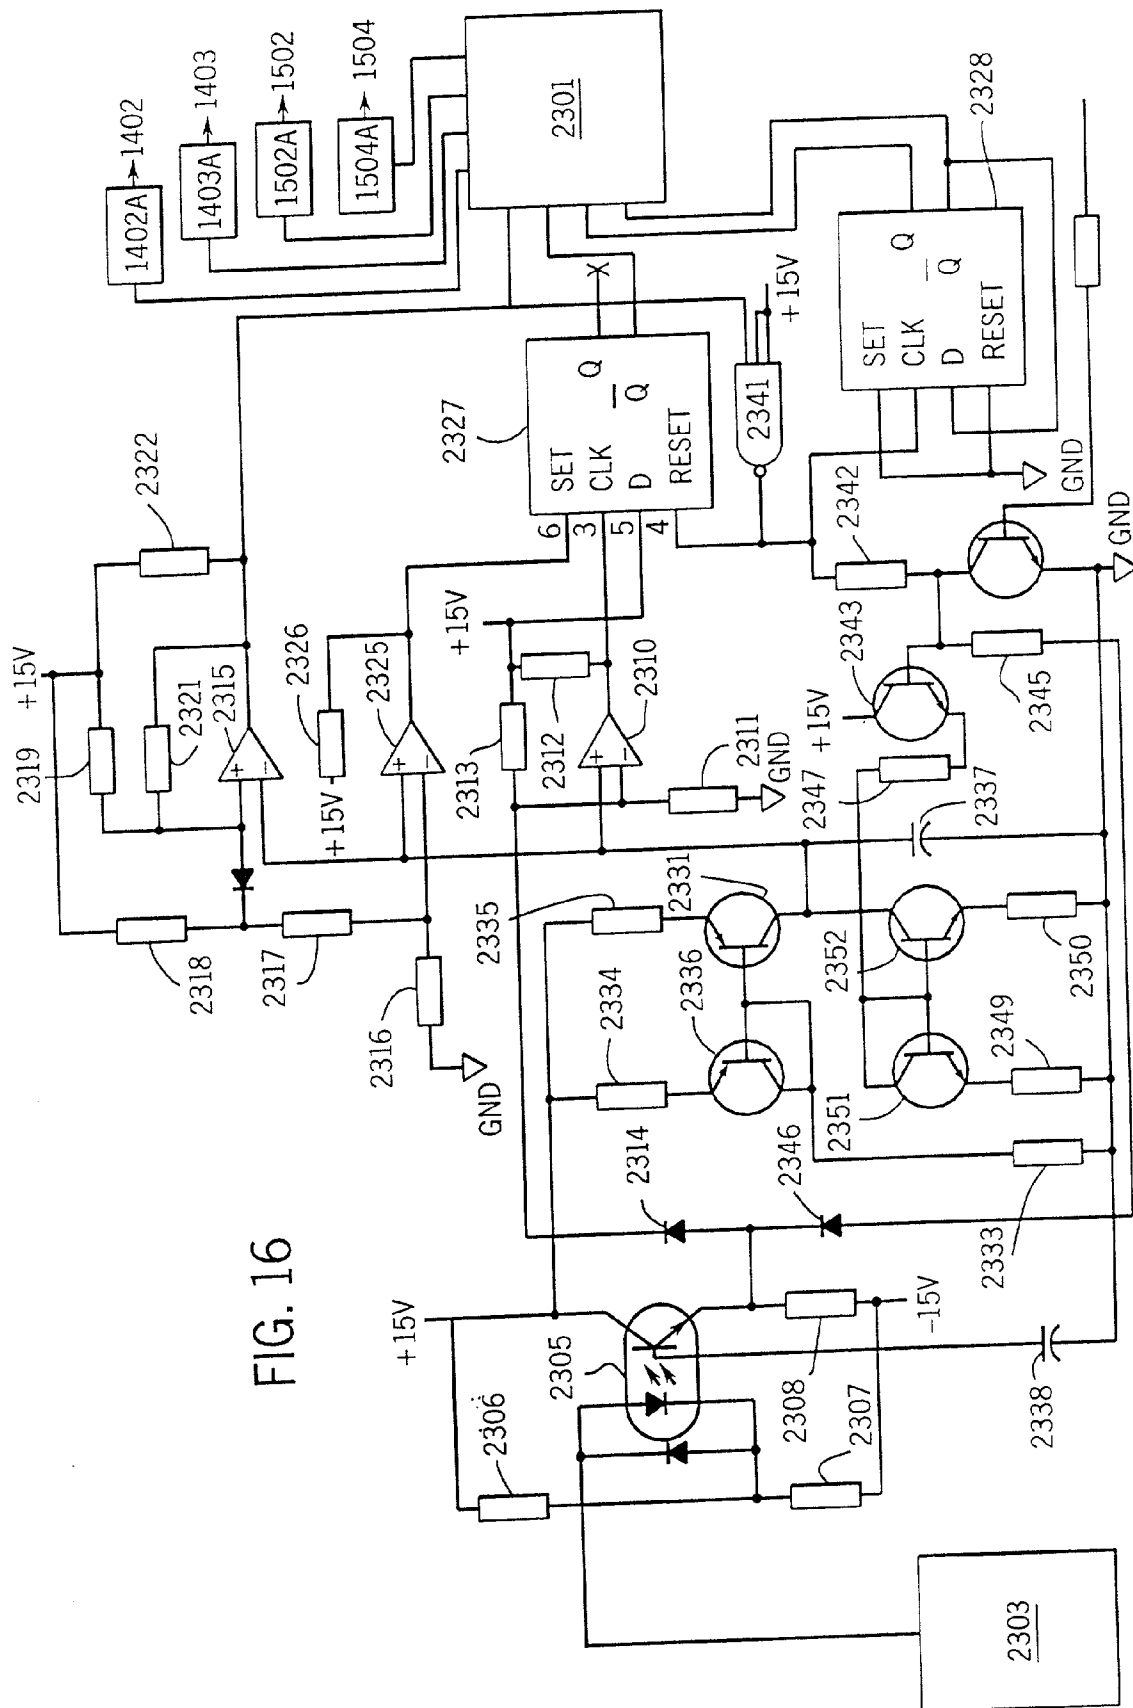 FIG. 16
1402A
1402
1403A
1403
1502A
1502
1504A
1504
2301
2322
+15V
2319
2321
2315
2318
2317
2316
GND
2326
+15V
2325
2327
SET
CLK
D
RESET
Q
Q
X
6
3
5
4
+15V
2313
2312
2310
2311
GND
2341
+15V
2328
SET
CLK
D
RESET
Q
Q
GND
2342
2343
+15V
2345
2347
GND
2337
2335
2331
2334
2336
2352
2350
2351
2349
2314
2346
2333
+15V
2305
2306
2308
2307
-15V
2338
2303